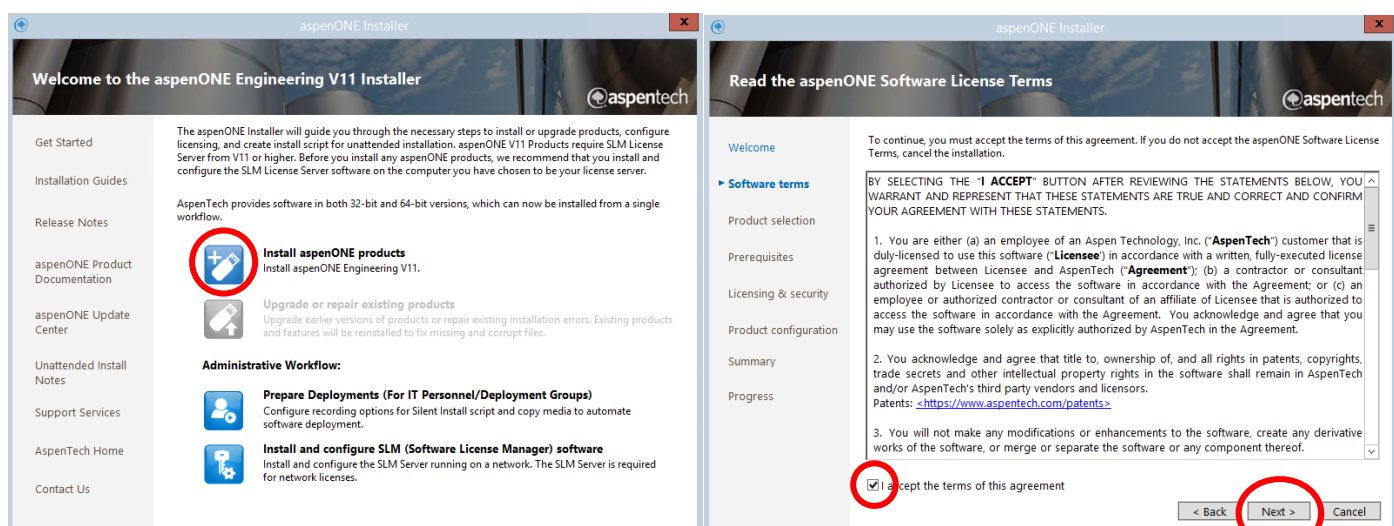 aspenONE Installer
x
Welcome to the aspenONE Engineering V11 Installer
aspentech
Get Started
Installation Guides
Release Notes
aspenONE Product
Documentation
aspenONE Update
Center
Unattended Install
Notes
Support Services
AspenTech Home
Contact Us
The aspenONE Installer will guide you through the necessary steps to install or upgrade products, configure
licensing, and create install script for unattended installation. aspenONE V11 Products require SLM License
Server from V11 or higher. Before you install any aspenONE products, we recommend that you install and
configure the SLM License Server software on the computer you have chosen to be your license server.
AspenTech provides software in both 32-bit and 64-bit versions, which can now be installed from a single
workflow.
Install aspenONE products
Install aspenONE Engineering V11.
Upgrade or repair existing products
Upgrade earlier versions of products or repair existing installation errors. Existing products
and features will be reinstalled to fix missing and corrupt files.
Administrative Workflow:
Prepare Deployments (For IT Personnel/Deployment Groups)
Configure recording options for Silent Install script and copy media to automate
software deployment.
Install and configure SLM (Software License Manager) software
Install and configure the SLM Server running on a network. The SLM Server is required
for network licenses.
aspenONE Installer
x
Read the aspenONE Software License Terms
aspentech
Welcome
Software terms
Product selection
Prerequisites
Licensing & security
Product configuration
Summary
Progress
To continue, you must accept the terms of this agreement. If you do not accept the aspenONE Software License
Terms, cancel the installation.
BY SELECTING THE "I ACCEPT" BUTTON AFTER REVIEWING THE STATEMENTS BELOW, YOU
WARRANT AND REPRESENT THAT THESE STATEMENTS ARE TRUE AND CORRECT AND CONFIRM
YOUR AGREEMENT WITH THESE STATEMENTS.
1. You are either (a) an employee of an Aspen Technology, Inc. ("AspenTech") customer that is
duly-licensed to use this software ("Licensee') in accordance with a written, fully-executed license
agreement between Licensee and AspenTech ("Agreement"); (b) a contractor or consultant
authorized by Licensee to access the software in accordance with the Agreement; or (c) an
employee or authorized contractor or consultant of an affiliate of Licensee that is authorized to
access the software in accordance with the Agreement. You acknowledge and agree that you
may use the software solely as explicitly authorized by AspenTech in the Agreement.
2. You acknowledge and agree that title to, ownership of, and all rights in patents, copyrights,
trade secrets and other intellectual property rights in the software shall remain in AspenTech
and/or AspenTech's third party vendors and licensors.
Patents: <https://www.aspentech.com/patents>
3. You will not make any modifications or enhancements to the software, create any derivative
works of the software, or merge or separate the software or any component thereof.
I accept the terms of this agreement
< Back
Next >
Cancel